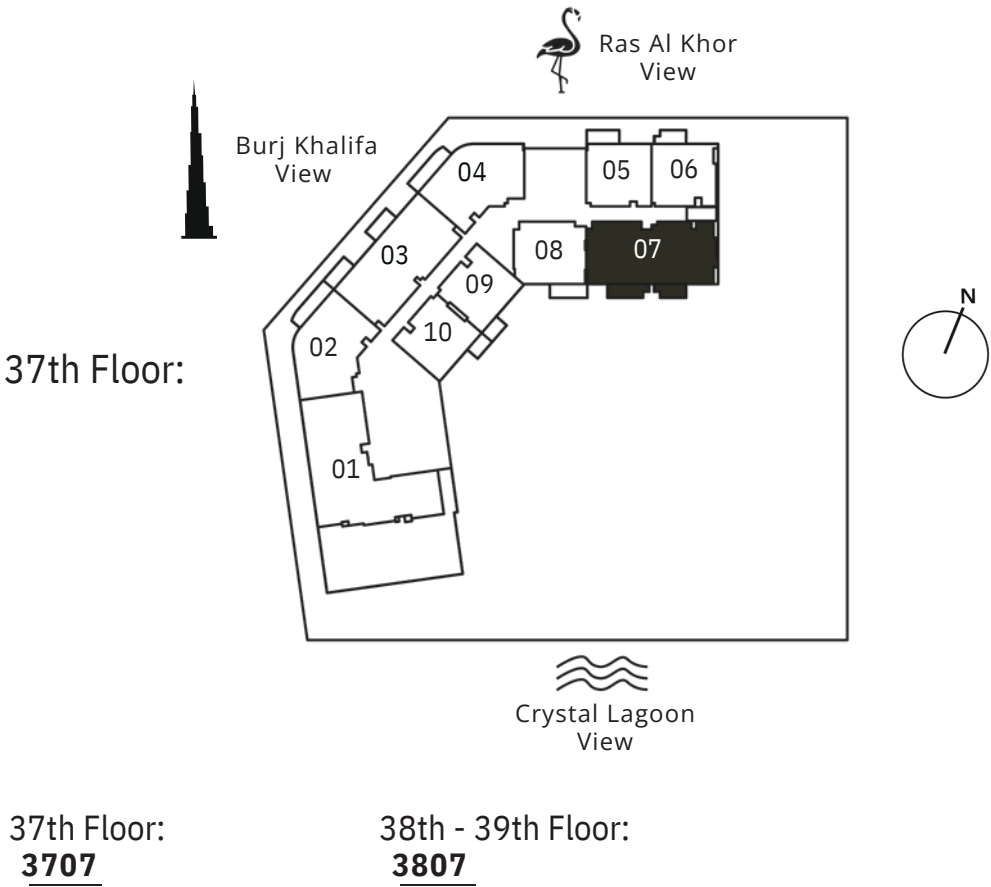 Ras Al Khor
View
Burj Khalifa
View
04
05
06
03
08
07
09
10
02
01
N
37th Floor:
Crystal Lagoon
View
37th Floor:
3707
38th - 39th Floor:
3807